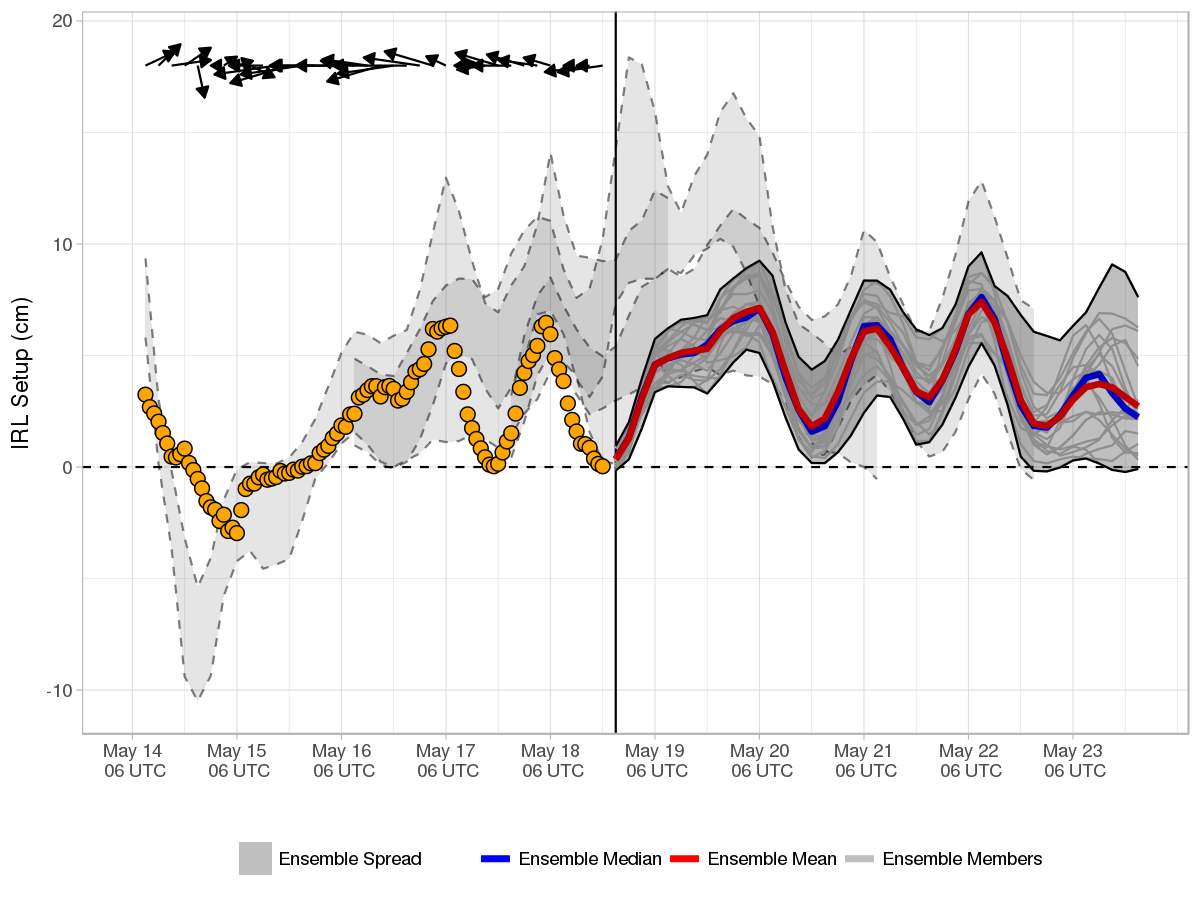 20
10
0
-10
IRL Setup (cm)
May 14 May 15 May 16 May 17 May 18 May 19 May 20 May 21 May 22 May 23
06 UTC 06 UTC 06 UTC 06 UTC 06 UTC 06 UTC 06 UTC 06 UTC 06 UTC 06 UTC
Ensemble Spread Ensemble Median Ensemble Mean Ensemble Members